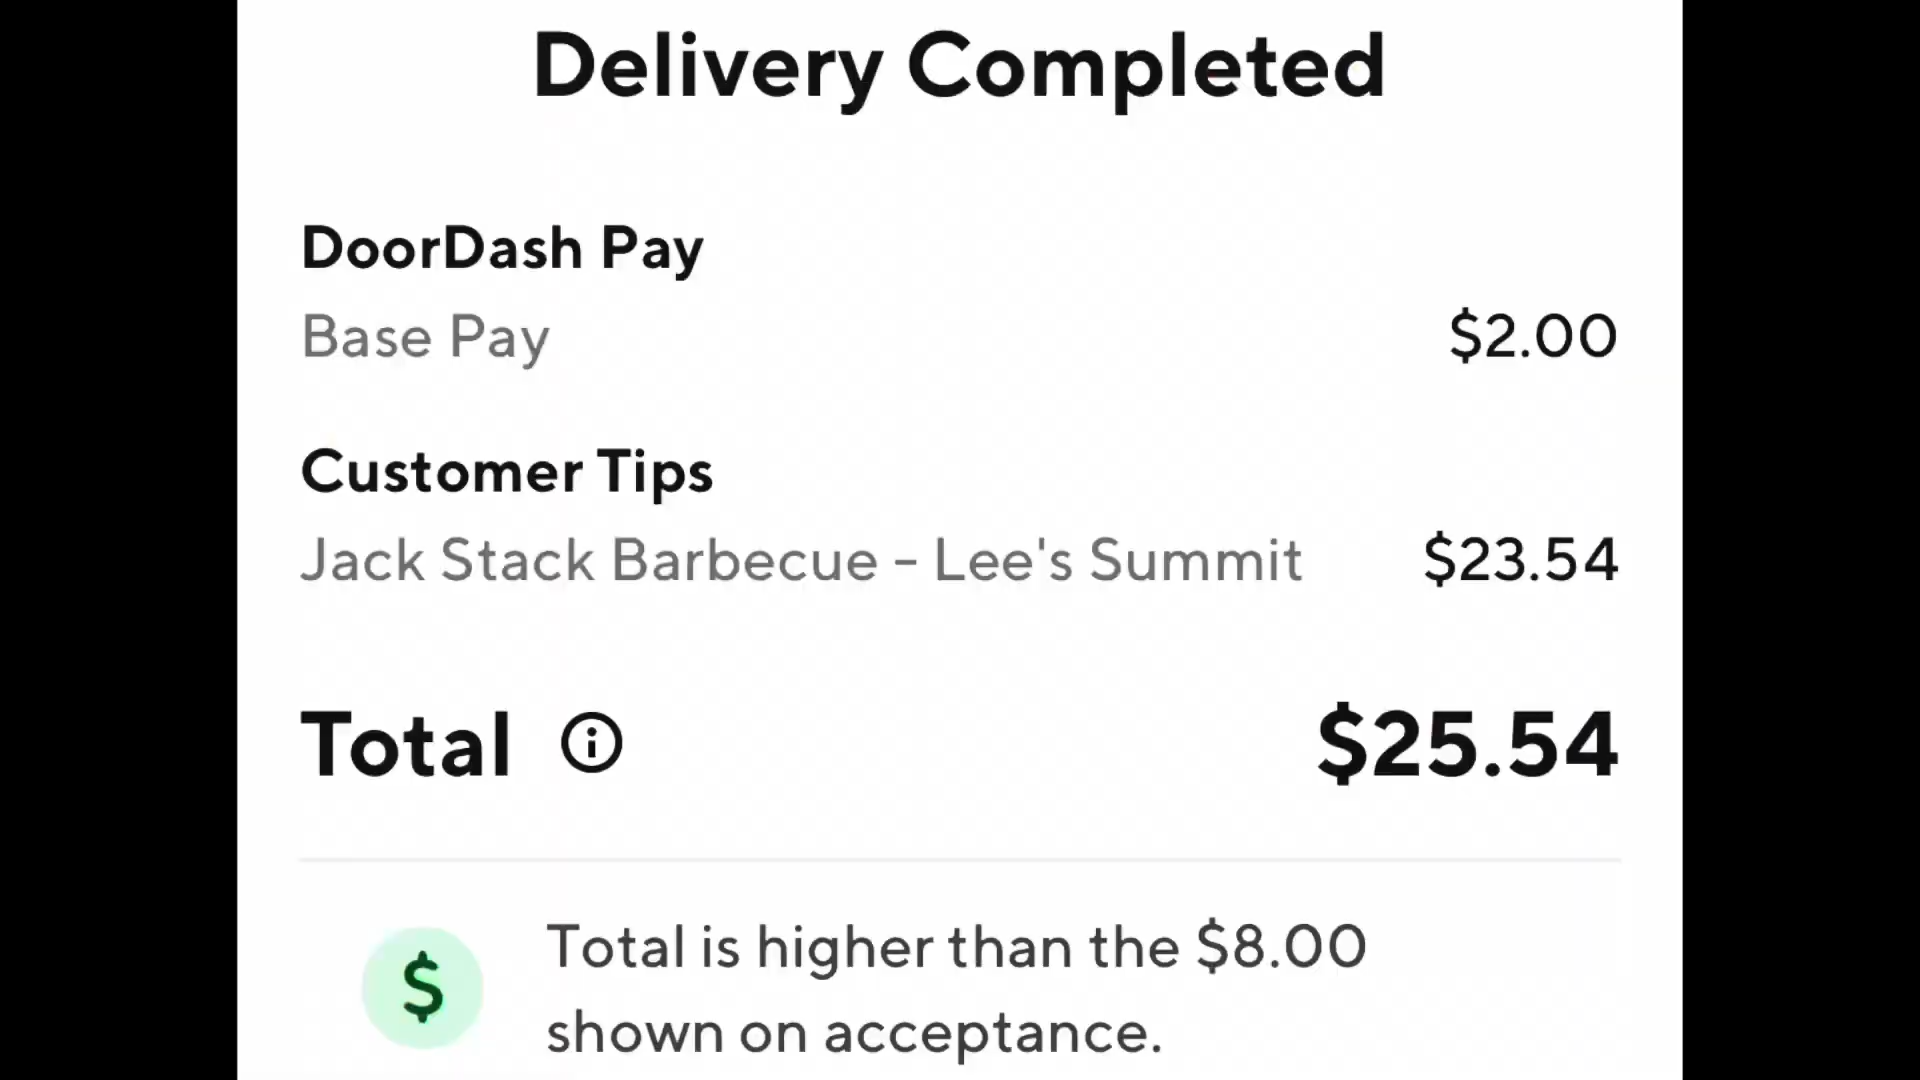 Delivery Completed
DoorDash Pay
Base Pay $2.00
Customer Tips
Jack Stack Barbecue - Lee's Summit $23.54
Total $25.54
$
Total is higher than the $8.00
shown on acceptance.